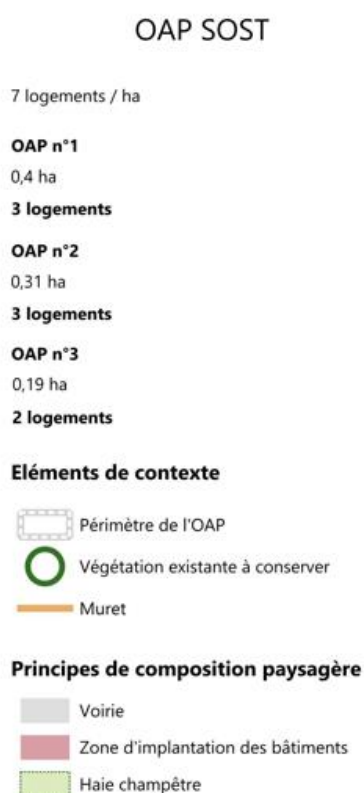 OAP SOST
7 logements / ha
OAP n°1
0,4 ha
3 logements
OAP n°2
0,31 ha
3 logements
OAP n°3
0,19 ha
2 logements
Eléments de contexte
Périmètre de l'OAP
Végétation existante à conserver
Muret
Principes de composition paysagère
Voirie
Zone d'implantation des bâtiments
Haie champêtre